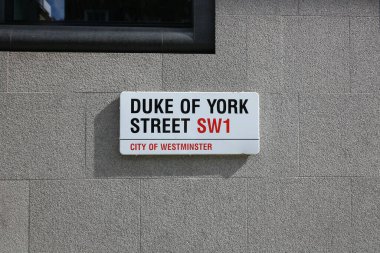 DUKE OF YORK
STREET SW1
CITY OF WESTMINSTER